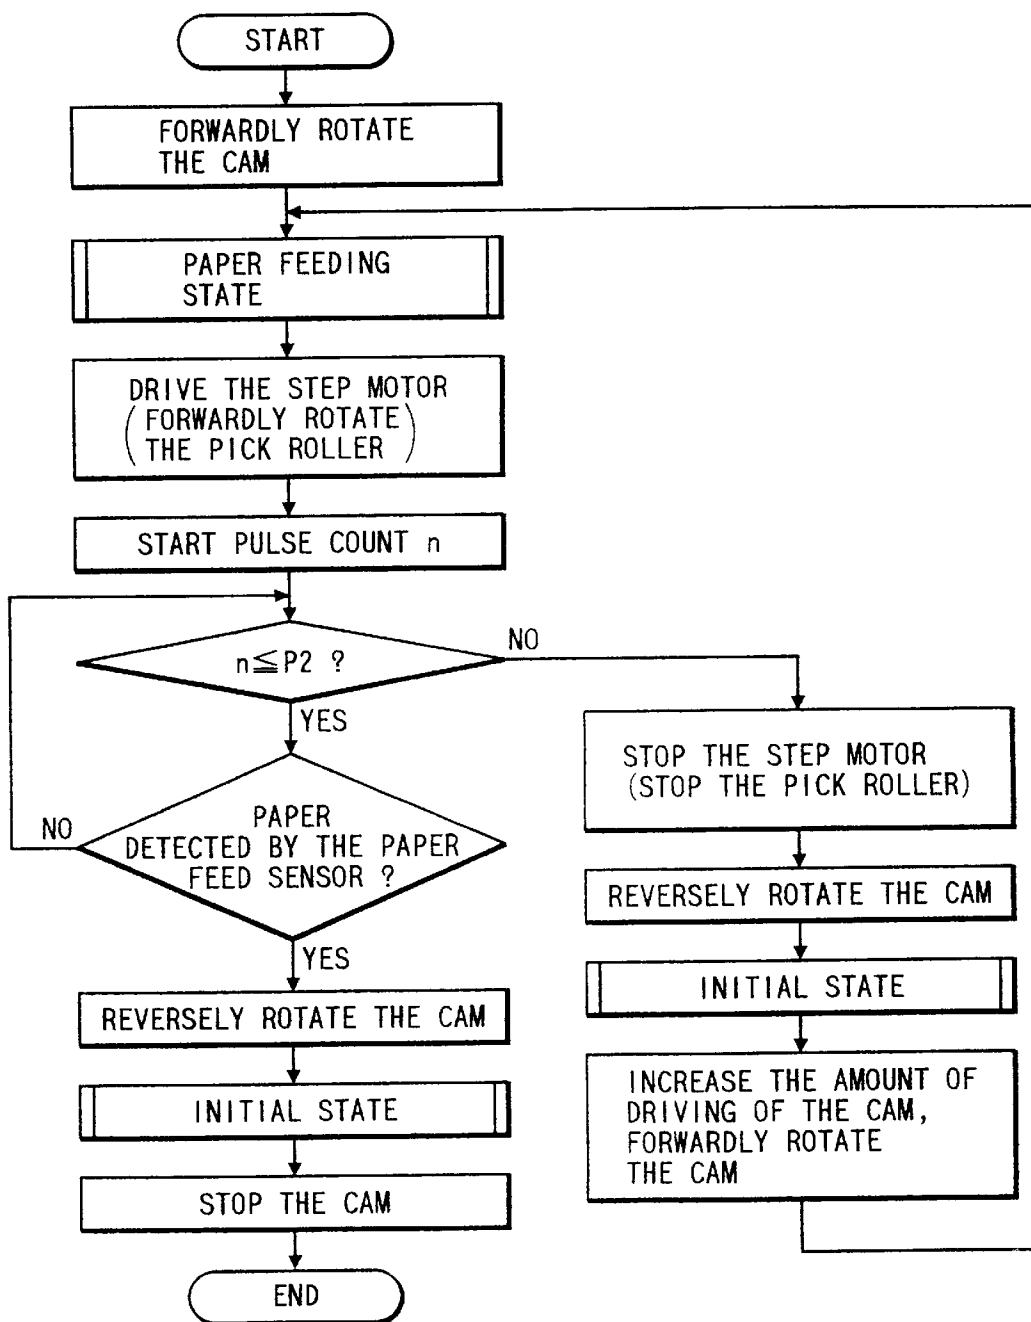 START
FORWARDLY ROTATE
THE CAM
PAPER FEEDING
STATE
DRIVE THE STEP MOTOR
(FORWARDLY ROTATE
THE PICK ROLLER)
START PULSE COUNT n
n≦P2 ?
NO
YES
PAPER
DETECTED BY THE PAPER
FEED SENSOR ?
NO
YES
REVERSELY ROTATE THE CAM
INITIAL STATE
STOP THE CAM
END
STOP THE STEP MOTOR
(STOP THE PICK ROLLER)
REVERSELY ROTATE THE CAM
INITIAL STATE
INCREASE THE AMOUNT OF
DRIVING OF THE CAM,
FORWARDLY ROTATE
THE CAM